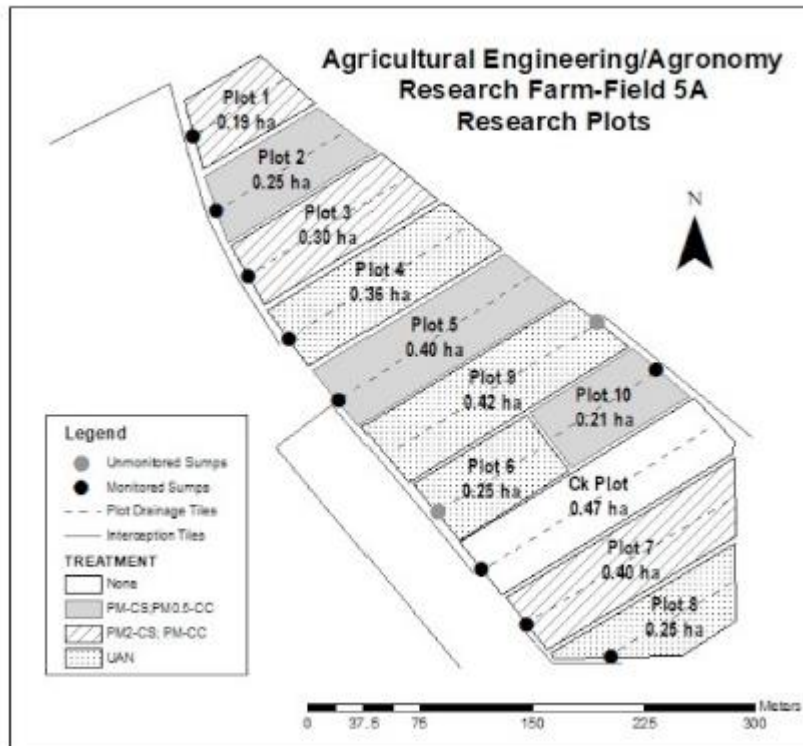 Agricultural Engineering/Agronomy
Research Farm-Field 5A
Research Plots
Plot 1
0.19 ha
Plot 2
0.25 ha
Plot 3
0.30 ha
Plot 4
0.36 ha
Plot 5
0.40 ha
Plot 9
0.42 ha
Plot 10
0.21 ha
Plot 6
0.25 ha
Ck Plot
0.47 ha
Plot 7
0.40 ha
Plot 8
0.25 ha
N
Legend
Unmonitored Sumps
Monitored Sumps
Plot Drainage Tiles
Interception Tiles
TREATMENT
None
PM-CS;PM0.5-CC
PM2-CS; PM-CC
UAN
Meters
0 37.5 75 150 225 300